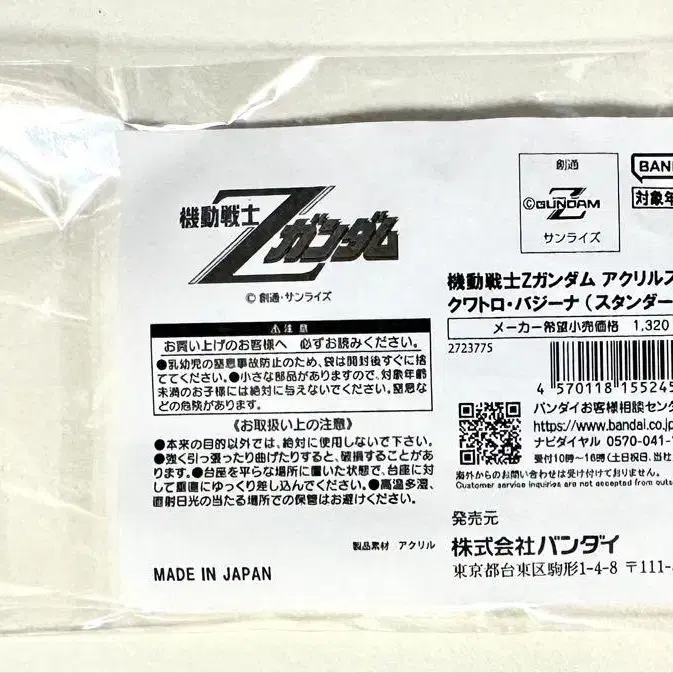 機動戦士
Z
ガンダム
© 創通・サンライズ
創通
©GUNDAM
Z
サンライズ
BAN
対象年
機動戦士Zガンダム アクリルス
クワトロ・バジーナ（スタンダー
メーカー希望小売価格 1,320
2723775
4 570118 155245
注意
お買い上げのお客様へ 必ずお読みください。
●乳幼児の窒息事故防止のため、袋は開封後すぐに捨
ててください。●小さな部品がありますので、対象年齢
未満のお子様には絶対に与えないでください。窒息な
どの危険があります。
《お取扱い上の注意》
●本来の目的以外では、絶対に使用しないで下さい。
●強く引っ張ったり曲げたりすると、破損することがあ
ります。●台座を平らな場所に置いた状態で、台座に対
して垂直にゆっくり差し込んでください。●高温多湿、
直射日光の当たる場所での保管はお避けください。
製品素材 アクリル
MADE IN JAPAN
バンダイお客様相談セン
https://www.bandai.co.j
ナビダイヤル 0570-041-
受付10時～16時（土日祝日、当社
海外からのお問い合わせは受け付けておりません。
Customer service inquiries are not accepted from outs
発売元
株式会社バンダイ
東京都台東区駒形1-4-8 〒111-